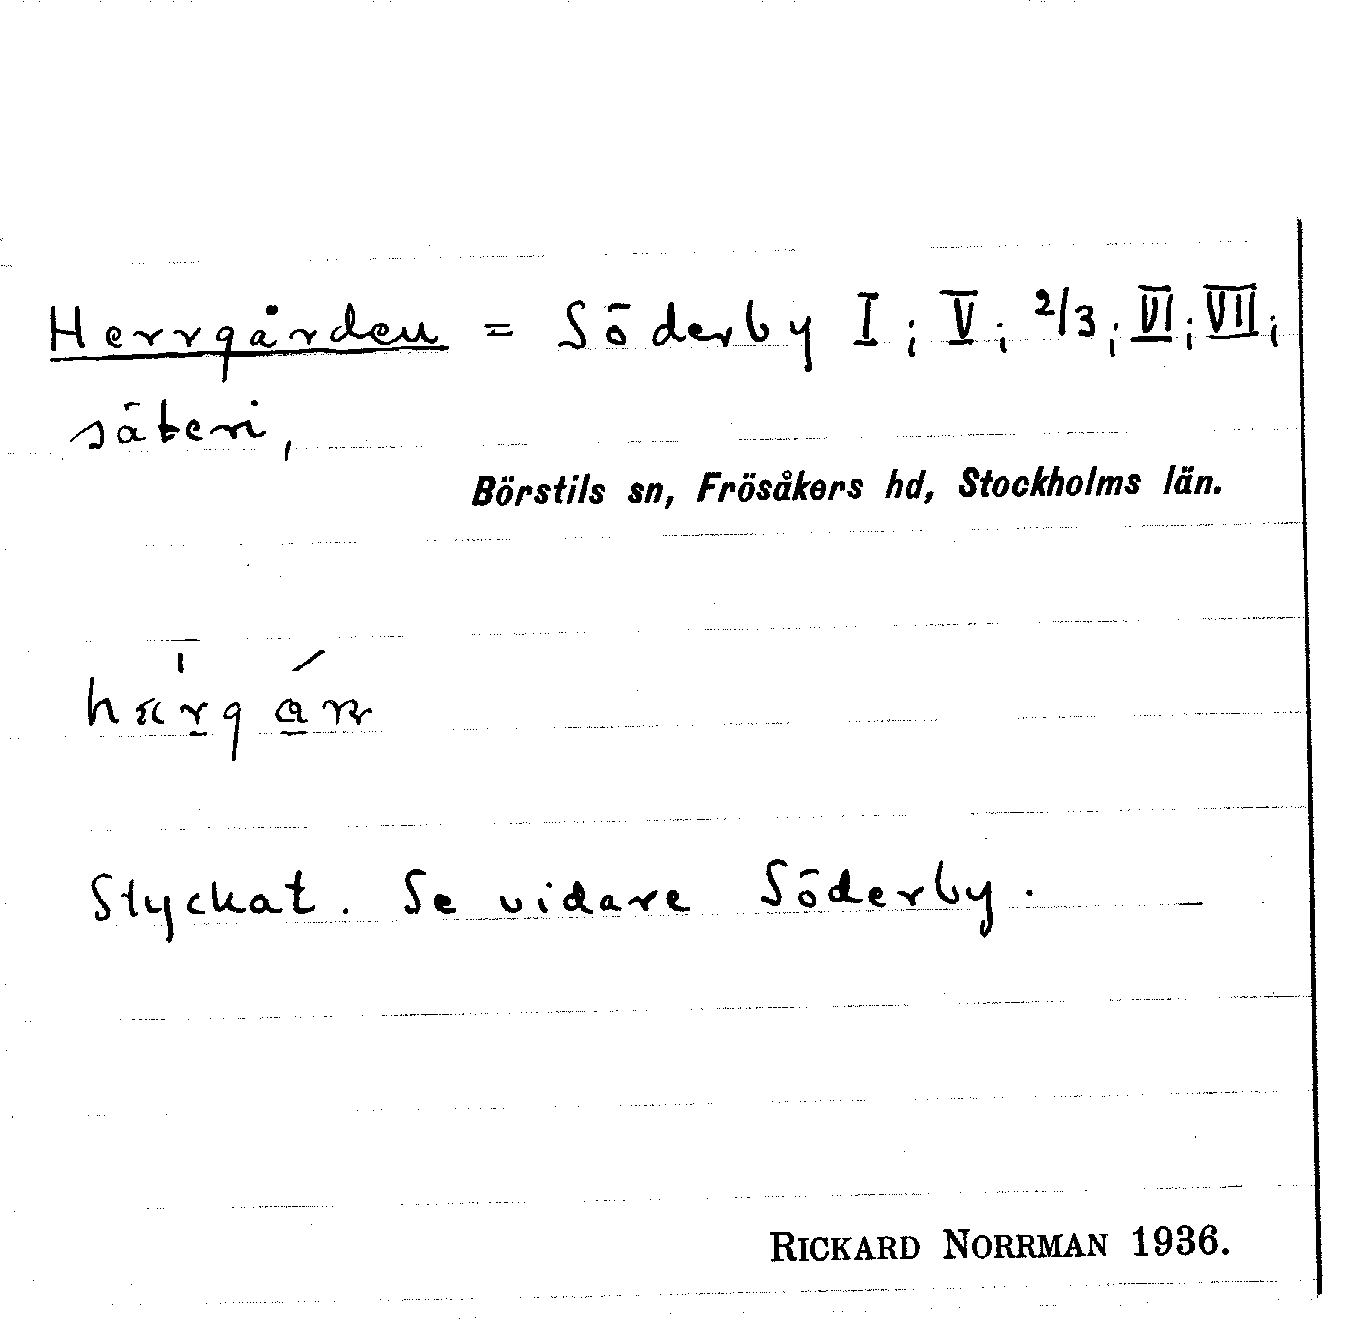 Herrgården = Söderby I; V; 2/3; VI; VII;
säteri,
Börstils sn, Frösåkers hd, Stockholms län.
Styckat. Se vidare Söderby.
RICKARD NORRMAN 1936.